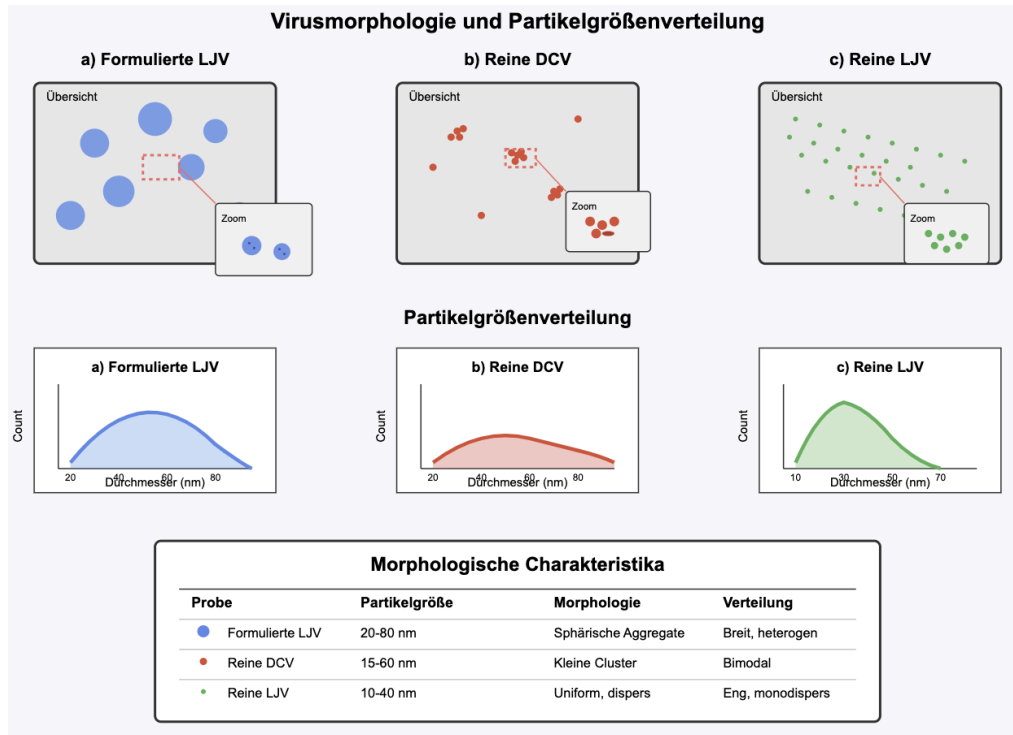 Virusmorphologie und Partikelgrößenverteilung
a) Formulierte LJV
b) Reine DCV
c) Reine LJV
Übersicht
Übersicht
Übersicht
Zoom
Zoom
Zoom
Partikelgrößenverteilung
a) Formulierte LJV
b) Reine DCV
c) Reine LJV
Count
Count
Count
20 40 60 80
20 40 60 80
10 30 50 70
Durchmesser (nm)
Durchmesser (nm)
Durchmesser (nm)
Morphologische Charakteristika
Probe Partikelgröße Morphologie Verteilung
Formulierte LJV 20-80 nm Sphärische Aggregate Breit, heterogen
Reine DCV 15-60 nm Kleine Cluster Bimodal
Reine LJV 10-40 nm Uniform, dispers Eng, monodispers